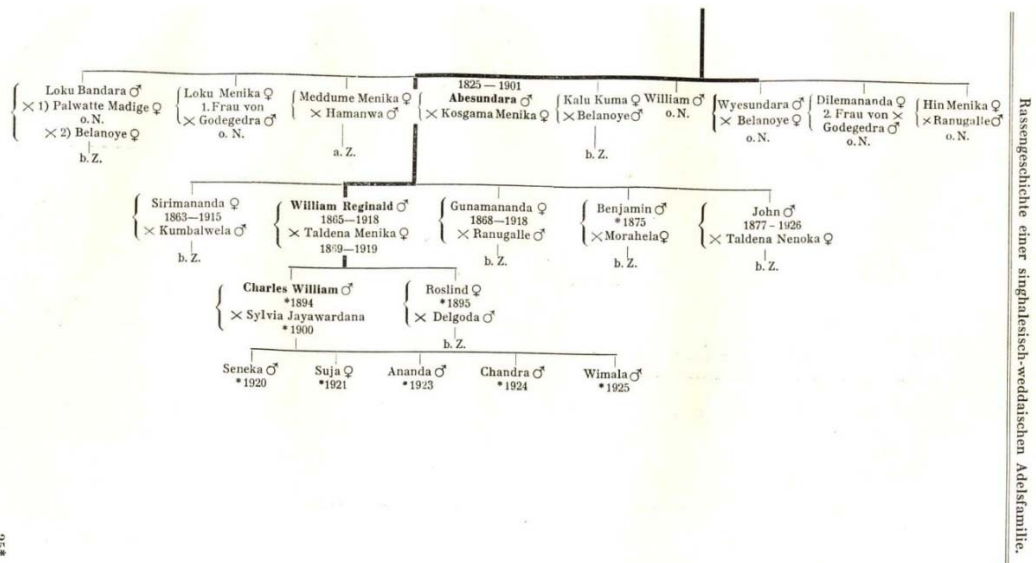 Loku Bandara ♂
× 1) Palwatte Madige ♀
o. N.
× 2) Belanoye ♀
b. Z.
Loku Menika ♀
1. Frau von
× Godegedra ♂
o. N.
Meddume Menika ♀
× Hamanwa ♂
a. Z.
1825 — 1901
Abesundara ♂
× Kosgama Menika ♀
Kalu Kuma ♀
× Belanoye ♂
b. Z.
William ♂
o. N.
Wyesundara ♂
× Belanoye ♀
o. N.
Dilemananda ♀
2. Frau von ×
Godegedra ♂
o. N.
Hin Menika ♀
× Ranugalle ♂
o. N.
Sirimananda ♀
1863—1915
× Kumbalwela ♂
b. Z.
William Reginald ♂
1865—1918
× Taldena Menika ♀
1869—1919
Gunamananda ♀
1868—1918
× Ranugalle ♂
b. Z.
Benjamin ♂
*1875
× Morahela ♀
b. Z.
John ♂
1877 - 1926
× Taldena Nenoka ♀
b. Z.
Charles William ♂
*1894
× Sylvia Jayawardana
*1900
Roslind ♀
*1895
× Delgoda ♂
b. Z.
Seneka ♂
*1920
Suja ♀
*1921
Ananda ♂
*1923
Chandra ♂
*1924
Wimala ♂
*1925
Rassengeschichte einer singhalesisch-weddaischen Adelsfamilie.